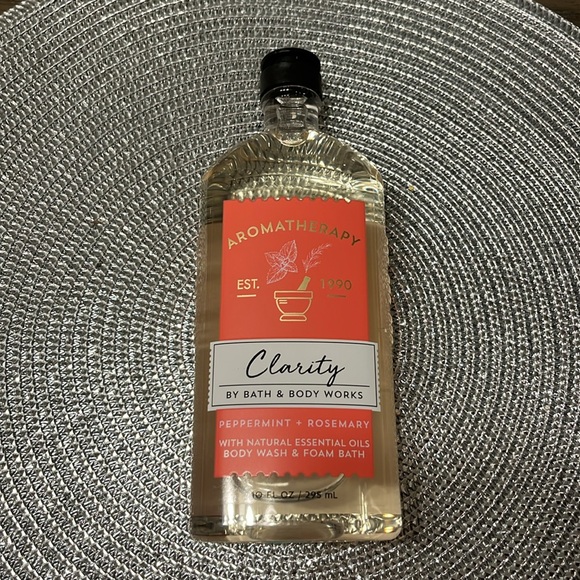 AROMATHERAPY
EST. 1990
Clarity
BY BATH & BODY WORKS
PEPPERMINT + ROSEMARY
WITH NATURAL ESSENTIAL OILS
BODY WASH & FOAM BATH
10 FL OZ / 295 mL